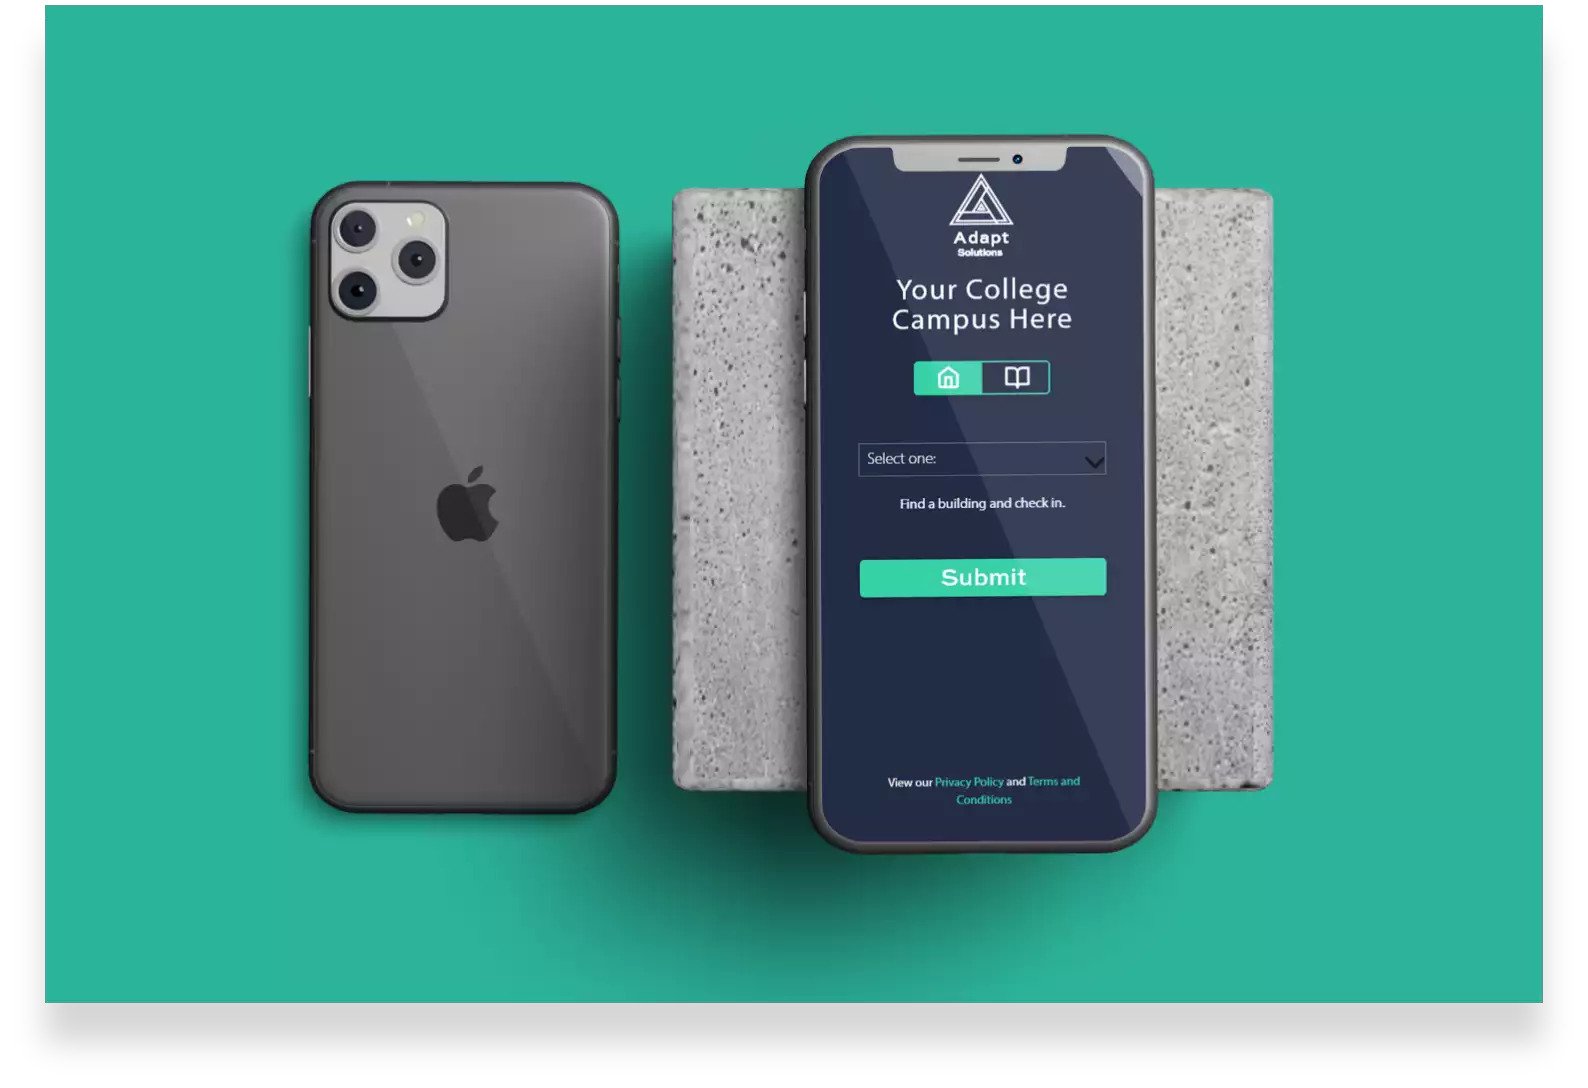 Adapt
Solutions
Your College
Campus Here
Select one:
Find a building and check in.
Submit
View our Privacy Policy and Terms and
Conditions